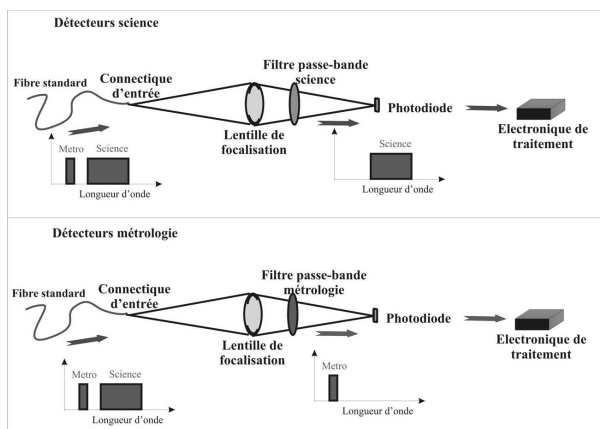 Détecteurs science
Fibre standard
Connectique
d'entrée
Filtre passe-bande
science
Photodiode
Lentille de
focalisation
Electronique de
traitement
Metro
Science
Longueur d'onde
Science
Longueur d'onde
Détecteurs métrologie
Fibre standard
Connectique
d'entrée
Filtre passe-bande
métrologie
Photodiode
Lentille de
focalisation
Electronique de
traitement
Metro
Science
Longueur d'onde
Metro
Longueur d'onde